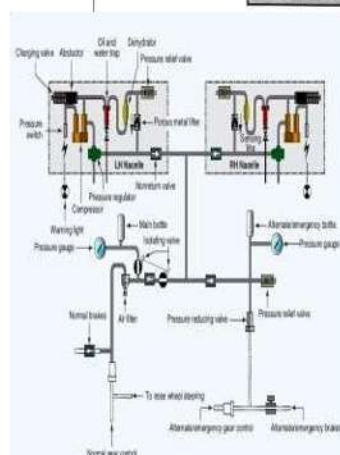 Oil and
water trap
Dehydrator
Charging valve
Absductor
Pressure relief valve
Pressure
switch
Porous metal filter
Sensing
line
LH Nacelle
RH Nacelle
Nonreturn valve
Pressure regulator
Compressor
Warning light
Main bottle
Alternate/emergency bottle
Isolating valve
Pressure gauge
Pressure gauge
Pressure relief valve
Air filter
Normal brakes
Pressure reducing valve
To nose wheel steering
Alternate/emergency gear control
Alternate/emergency brakes
Normal gear control